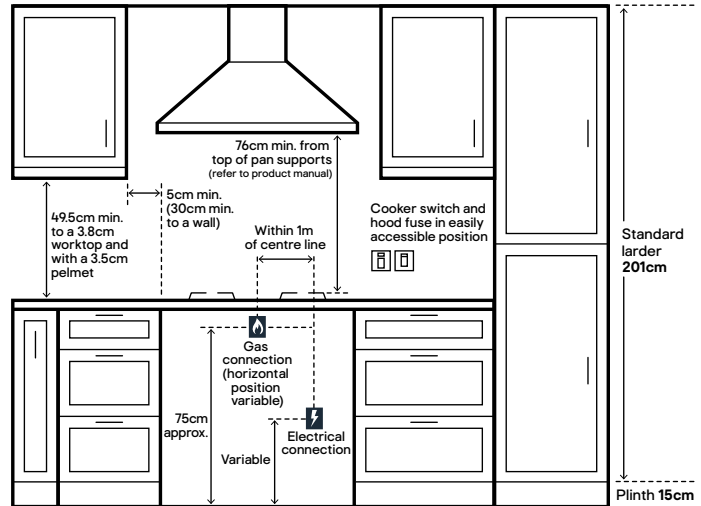 76cm min. from
top of pan supports
(refer to product manual)
5cm min.
(30cm min.
to a wall)
49.5cm min.
to a 3.8cm
worktop and
with a 3.5cm
pelmet
Within 1m
of centre line
Cooker switch and
hood fuse in easily
accessible position
Standard
larder
201cm
Gas
connection
(horizontal
position
variable)
75cm
approx.
Electrical
connection
Variable
Plinth 15cm